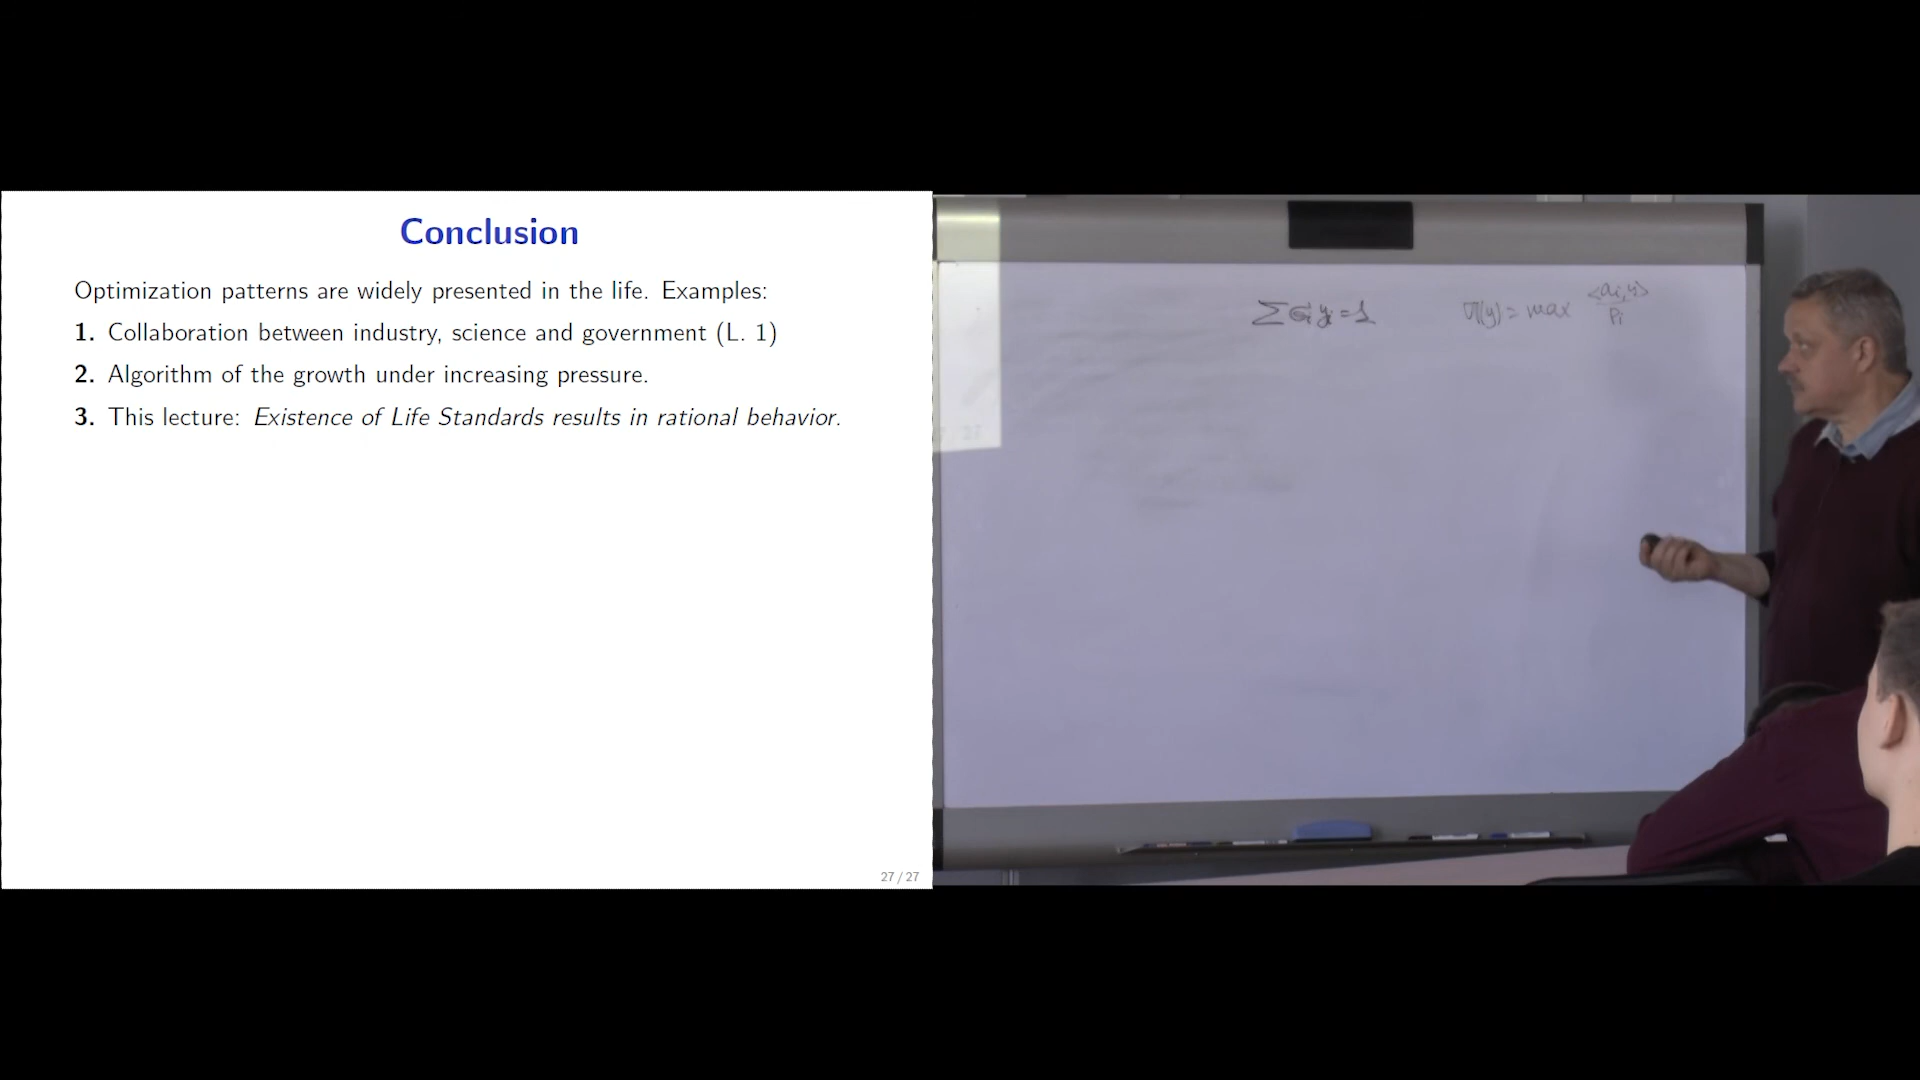 Conclusion
Optimization patterns are widely presented in the life. Examples:
1. Collaboration between industry, science and government (L. 1)
2. Algorithm of the growth under increasing pressure.
3. This lecture: Existence of Life Standards results in rational behavior.
27 / 27
∑ σᵢ yᵢ = 1
π(y) = max <aᵢ,y> / pᵢ